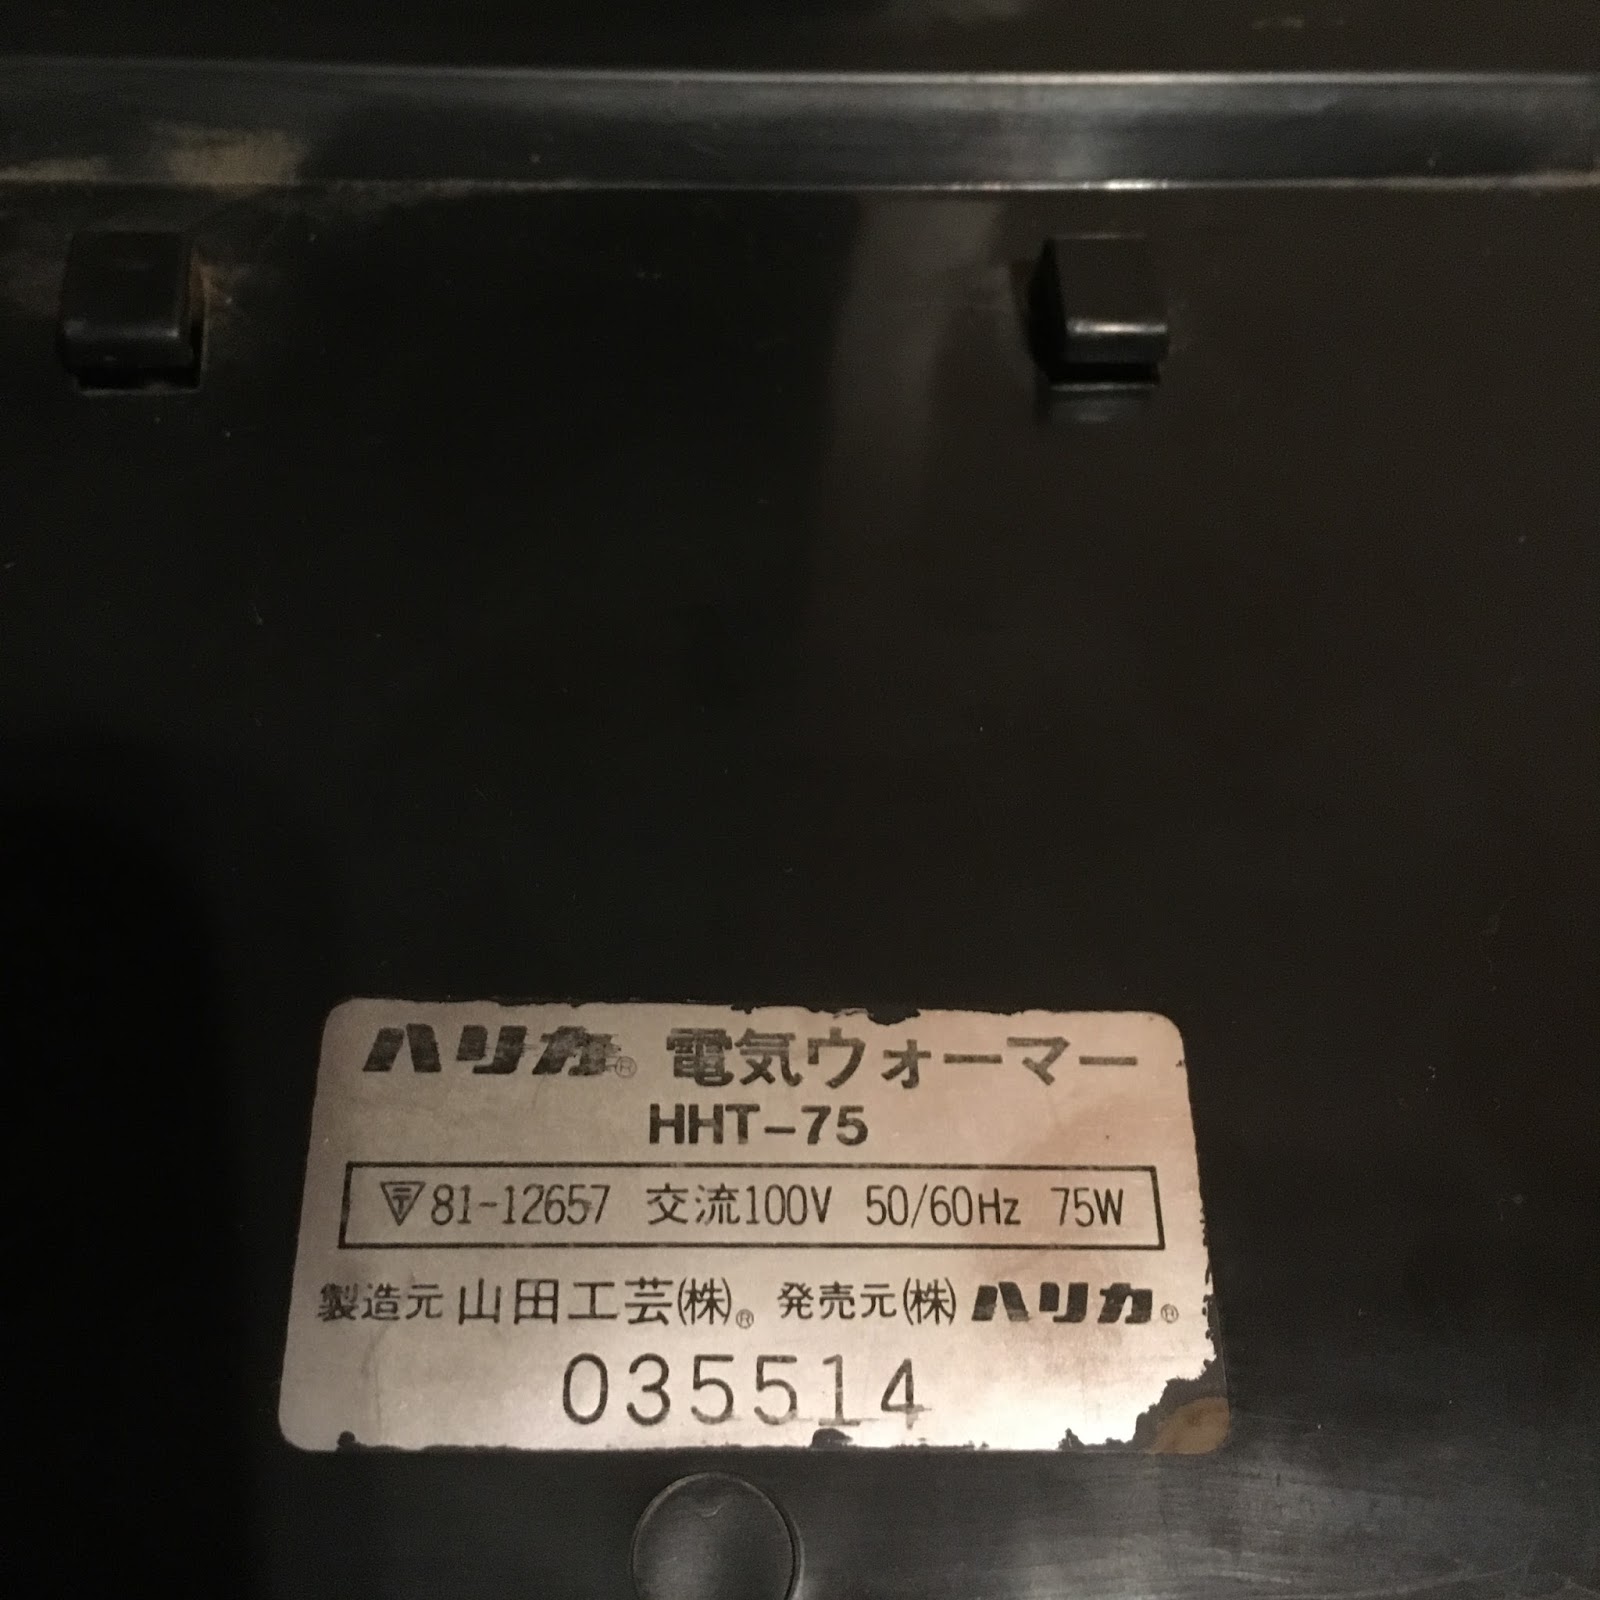 ハリカ® 電気ウォーマー
HHT-75
〒81-12657 交流100V 50/60Hz 75W
製造元 山田工芸(株)® 発売元(株)ハリカ®
035514